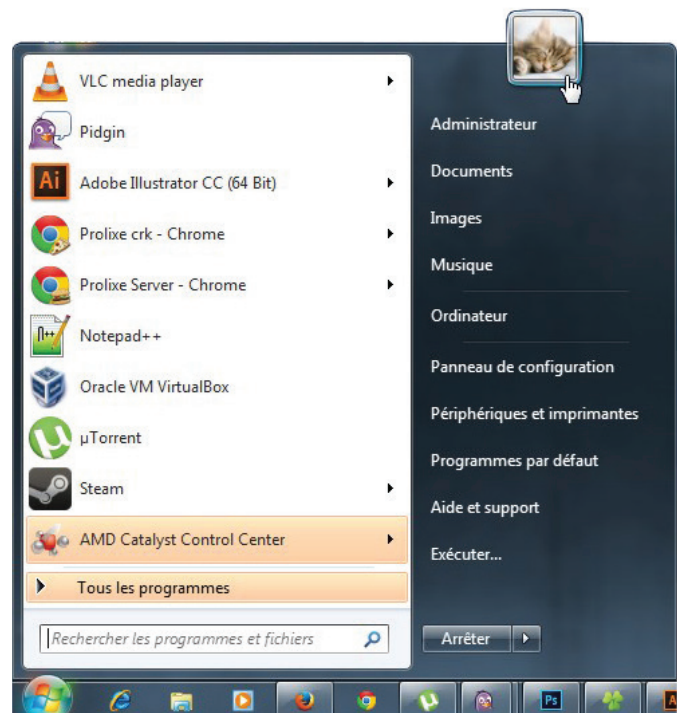 VLC media player
Pidgin
Ai Adobe Illustrator CC (64 Bit)
Prolixe crk - Chrome
Prolixe Server - Chrome
n++ Notepad++
Oracle VM VirtualBox
µTorrent
Steam
AMD Catalyst Control Center
Tous les programmes
Rechercher les programmes et fichiers
Administrateur
Documents
Images
Musique
Ordinateur
Panneau de configuration
Périphériques et imprimantes
Programmes par défaut
Aide et support
Exécuter...
Arrêter
Ps